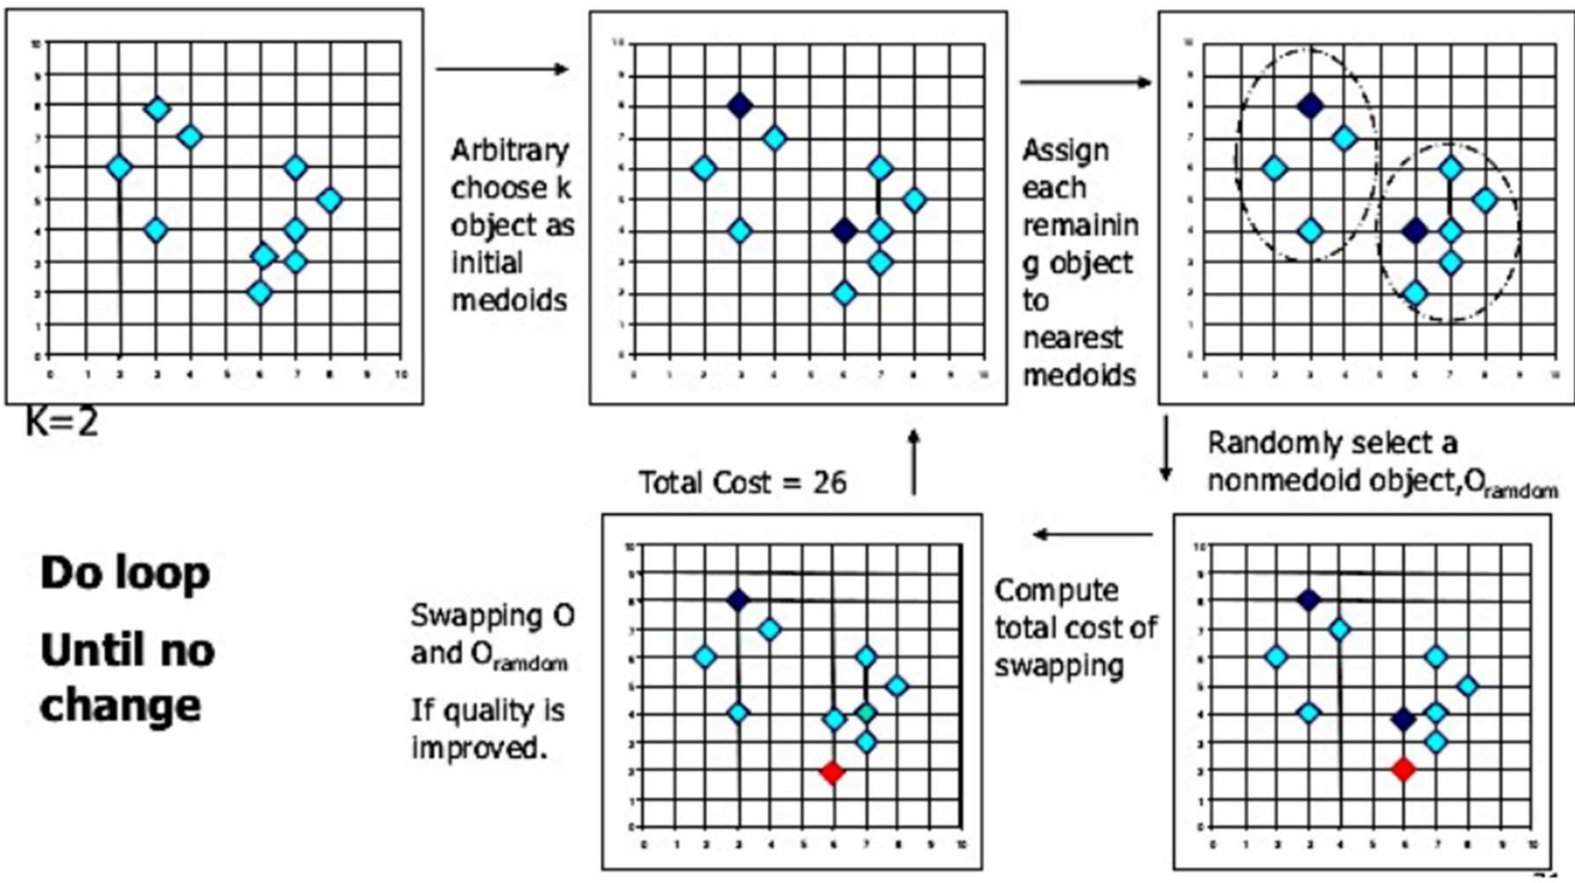 Arbitrary
choose k
object as
initial
medoids
Assign
each
remainin
g object
to
nearest
medoids
K=2
Total Cost = 26
Randomly select a
nonmedoid object,Oramdom
Do loop
Until no
change
Swapping O
and Oramdom
If quality is
improved.
Compute
total cost of
swapping